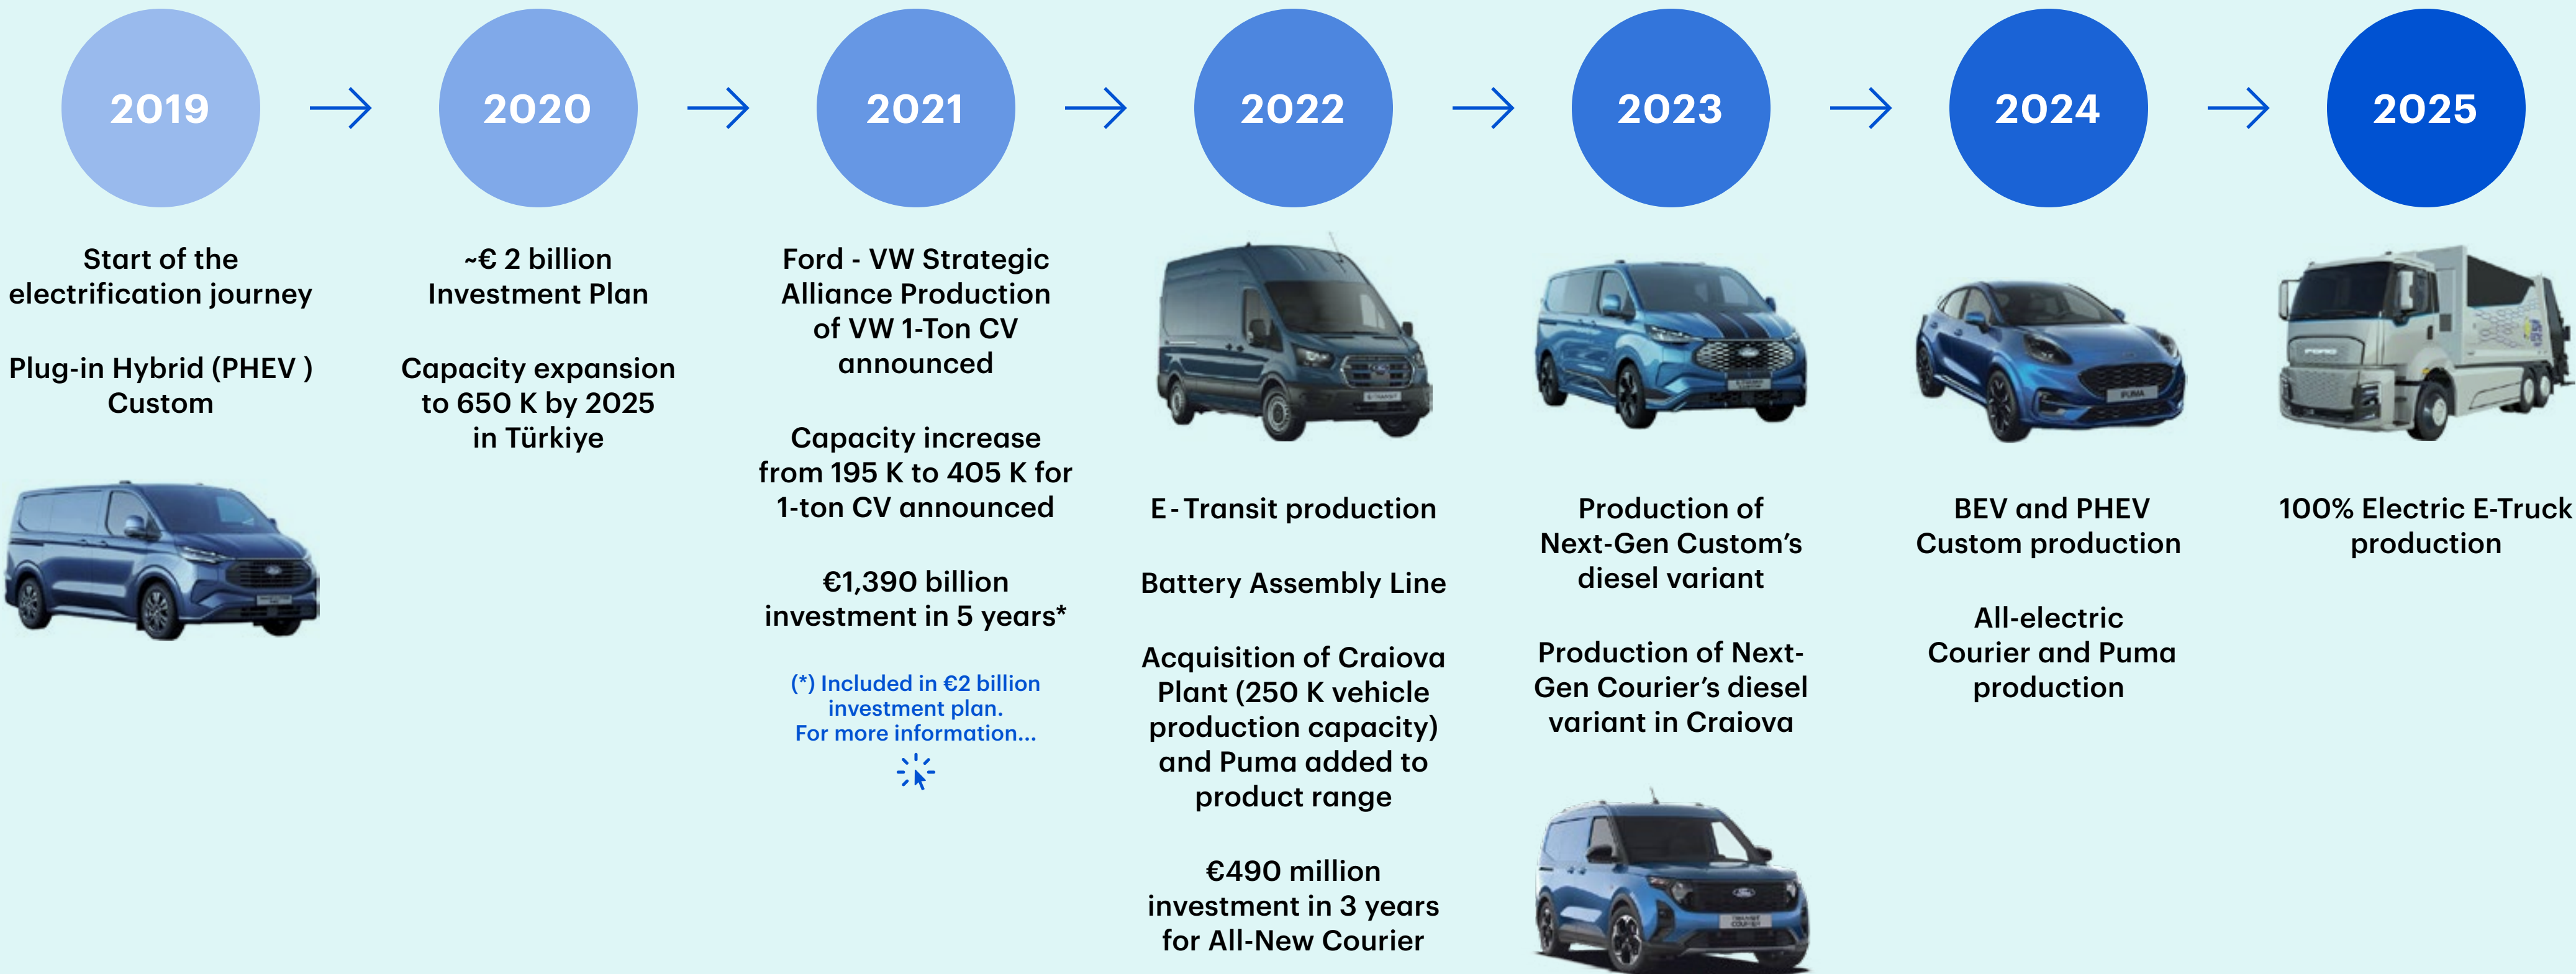 2019
2020
2021
2022
2023
2024
2025
Start of the
electrification journey
Plug-in Hybrid (PHEV )
Custom
~€ 2 billion
Investment Plan
Capacity expansion
to 650 K by 2025
in Türkiye
Ford - VW Strategic
Alliance Production
of VW 1-Ton CV
announced
Capacity increase
from 195 K to 405 K for
1-ton CV announced
€1,390 billion
investment in 5 years*
(*) Included in €2 billion
investment plan.
For more information...
E-TRANSIT
E - Transit production
Battery Assembly Line
Acquisition of Craiova
Plant (250 K vehicle
production capacity)
and Puma added to
product range
€490 million
investment in 3 years
for All-New Courier
Production of
Next-Gen Custom’s
diesel variant
Production of Next-
Gen Courier’s diesel
variant in Craiova
TRANSIT
COURIER
PUMA
BEV and PHEV
Custom production
All-electric
Courier and Puma
production
FORD
100% Electric E-Truck
production